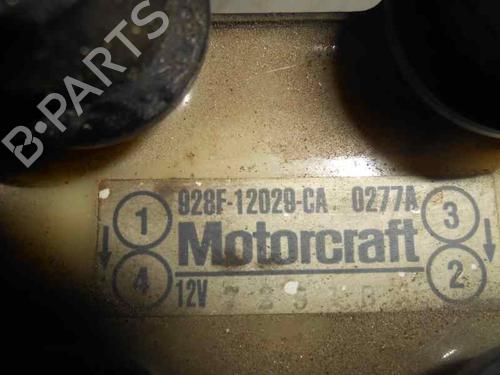 B-PARTS
928F-12029-CA 0277A
1
3
Motorcraft
4
2
12V